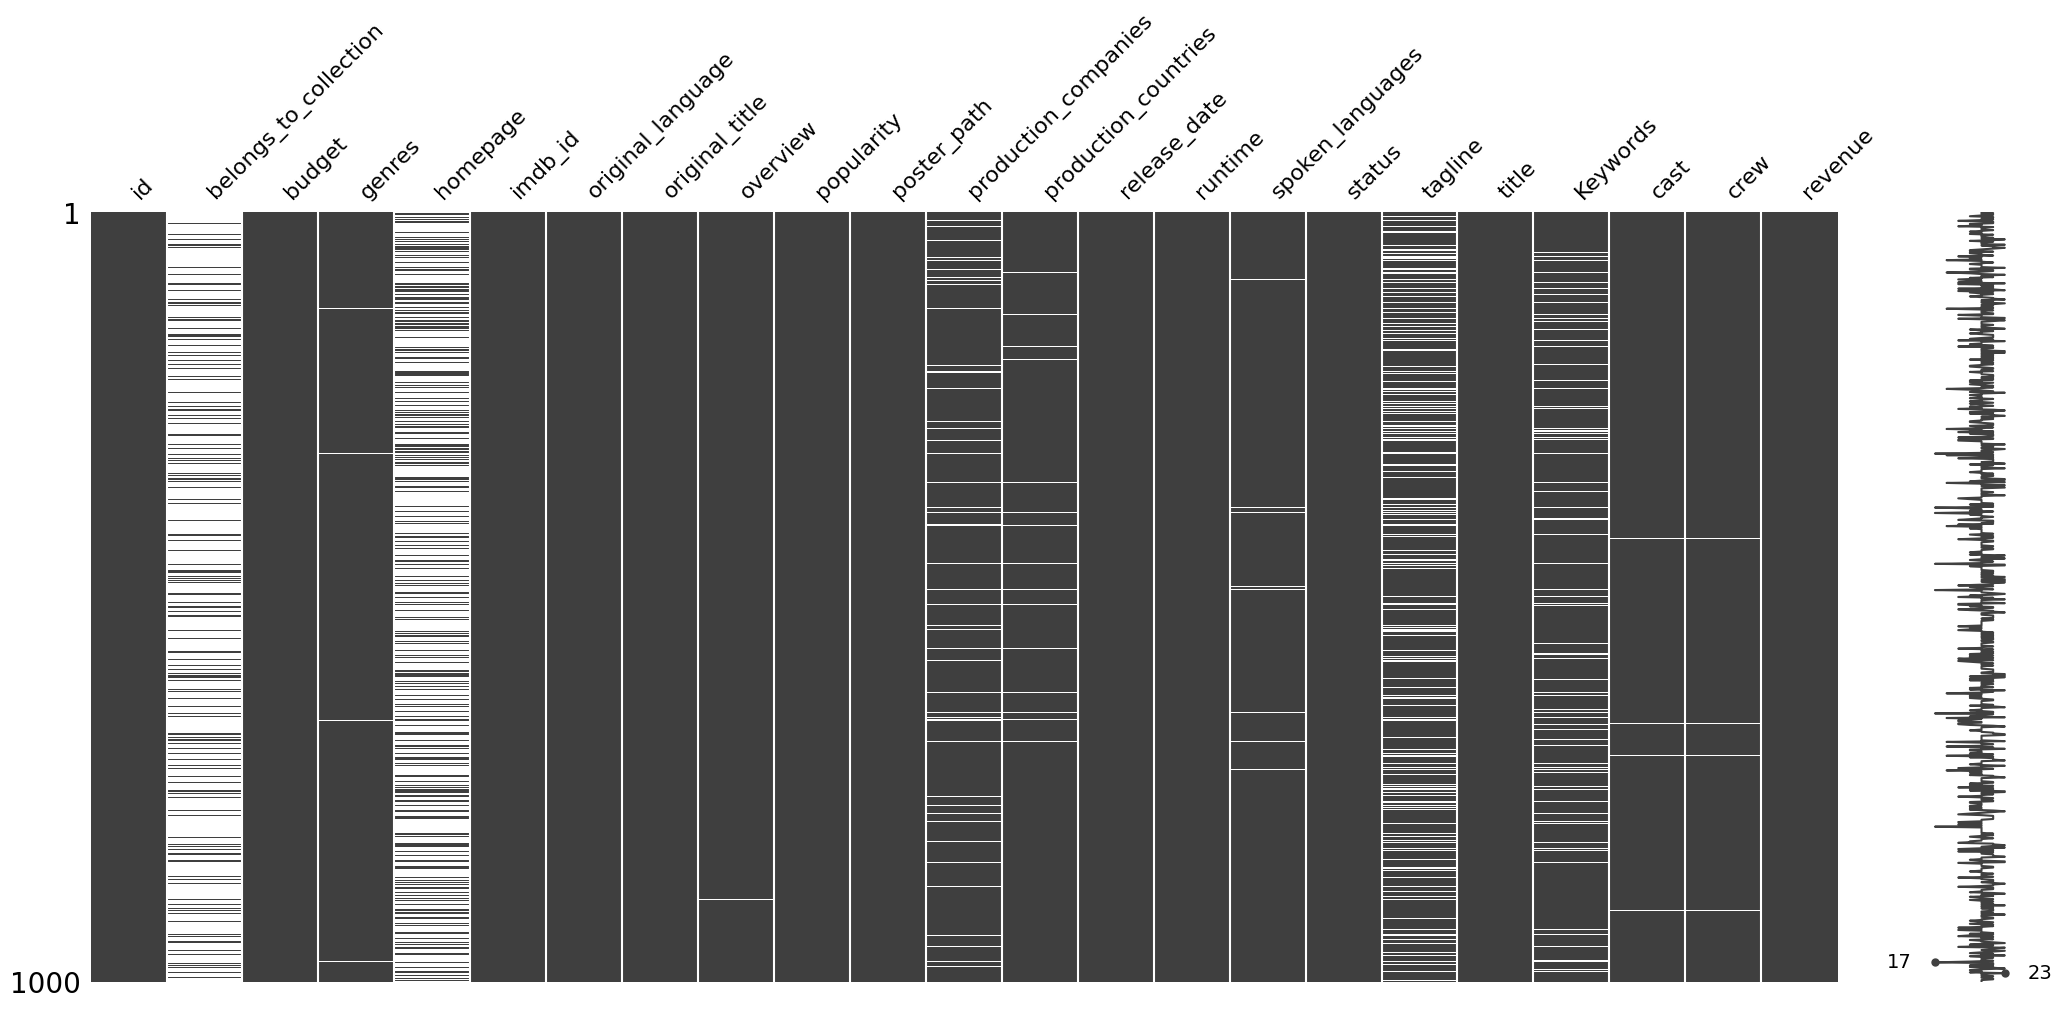 id
belongs_to_collection
budget
genres
homepage
imdb_id
original_language
original_title
overview
popularity
poster_path
production_companies
production_countries
release_date
runtime
spoken_languages
status
tagline
title
Keywords
cast
crew
revenue
1
1000
17
23